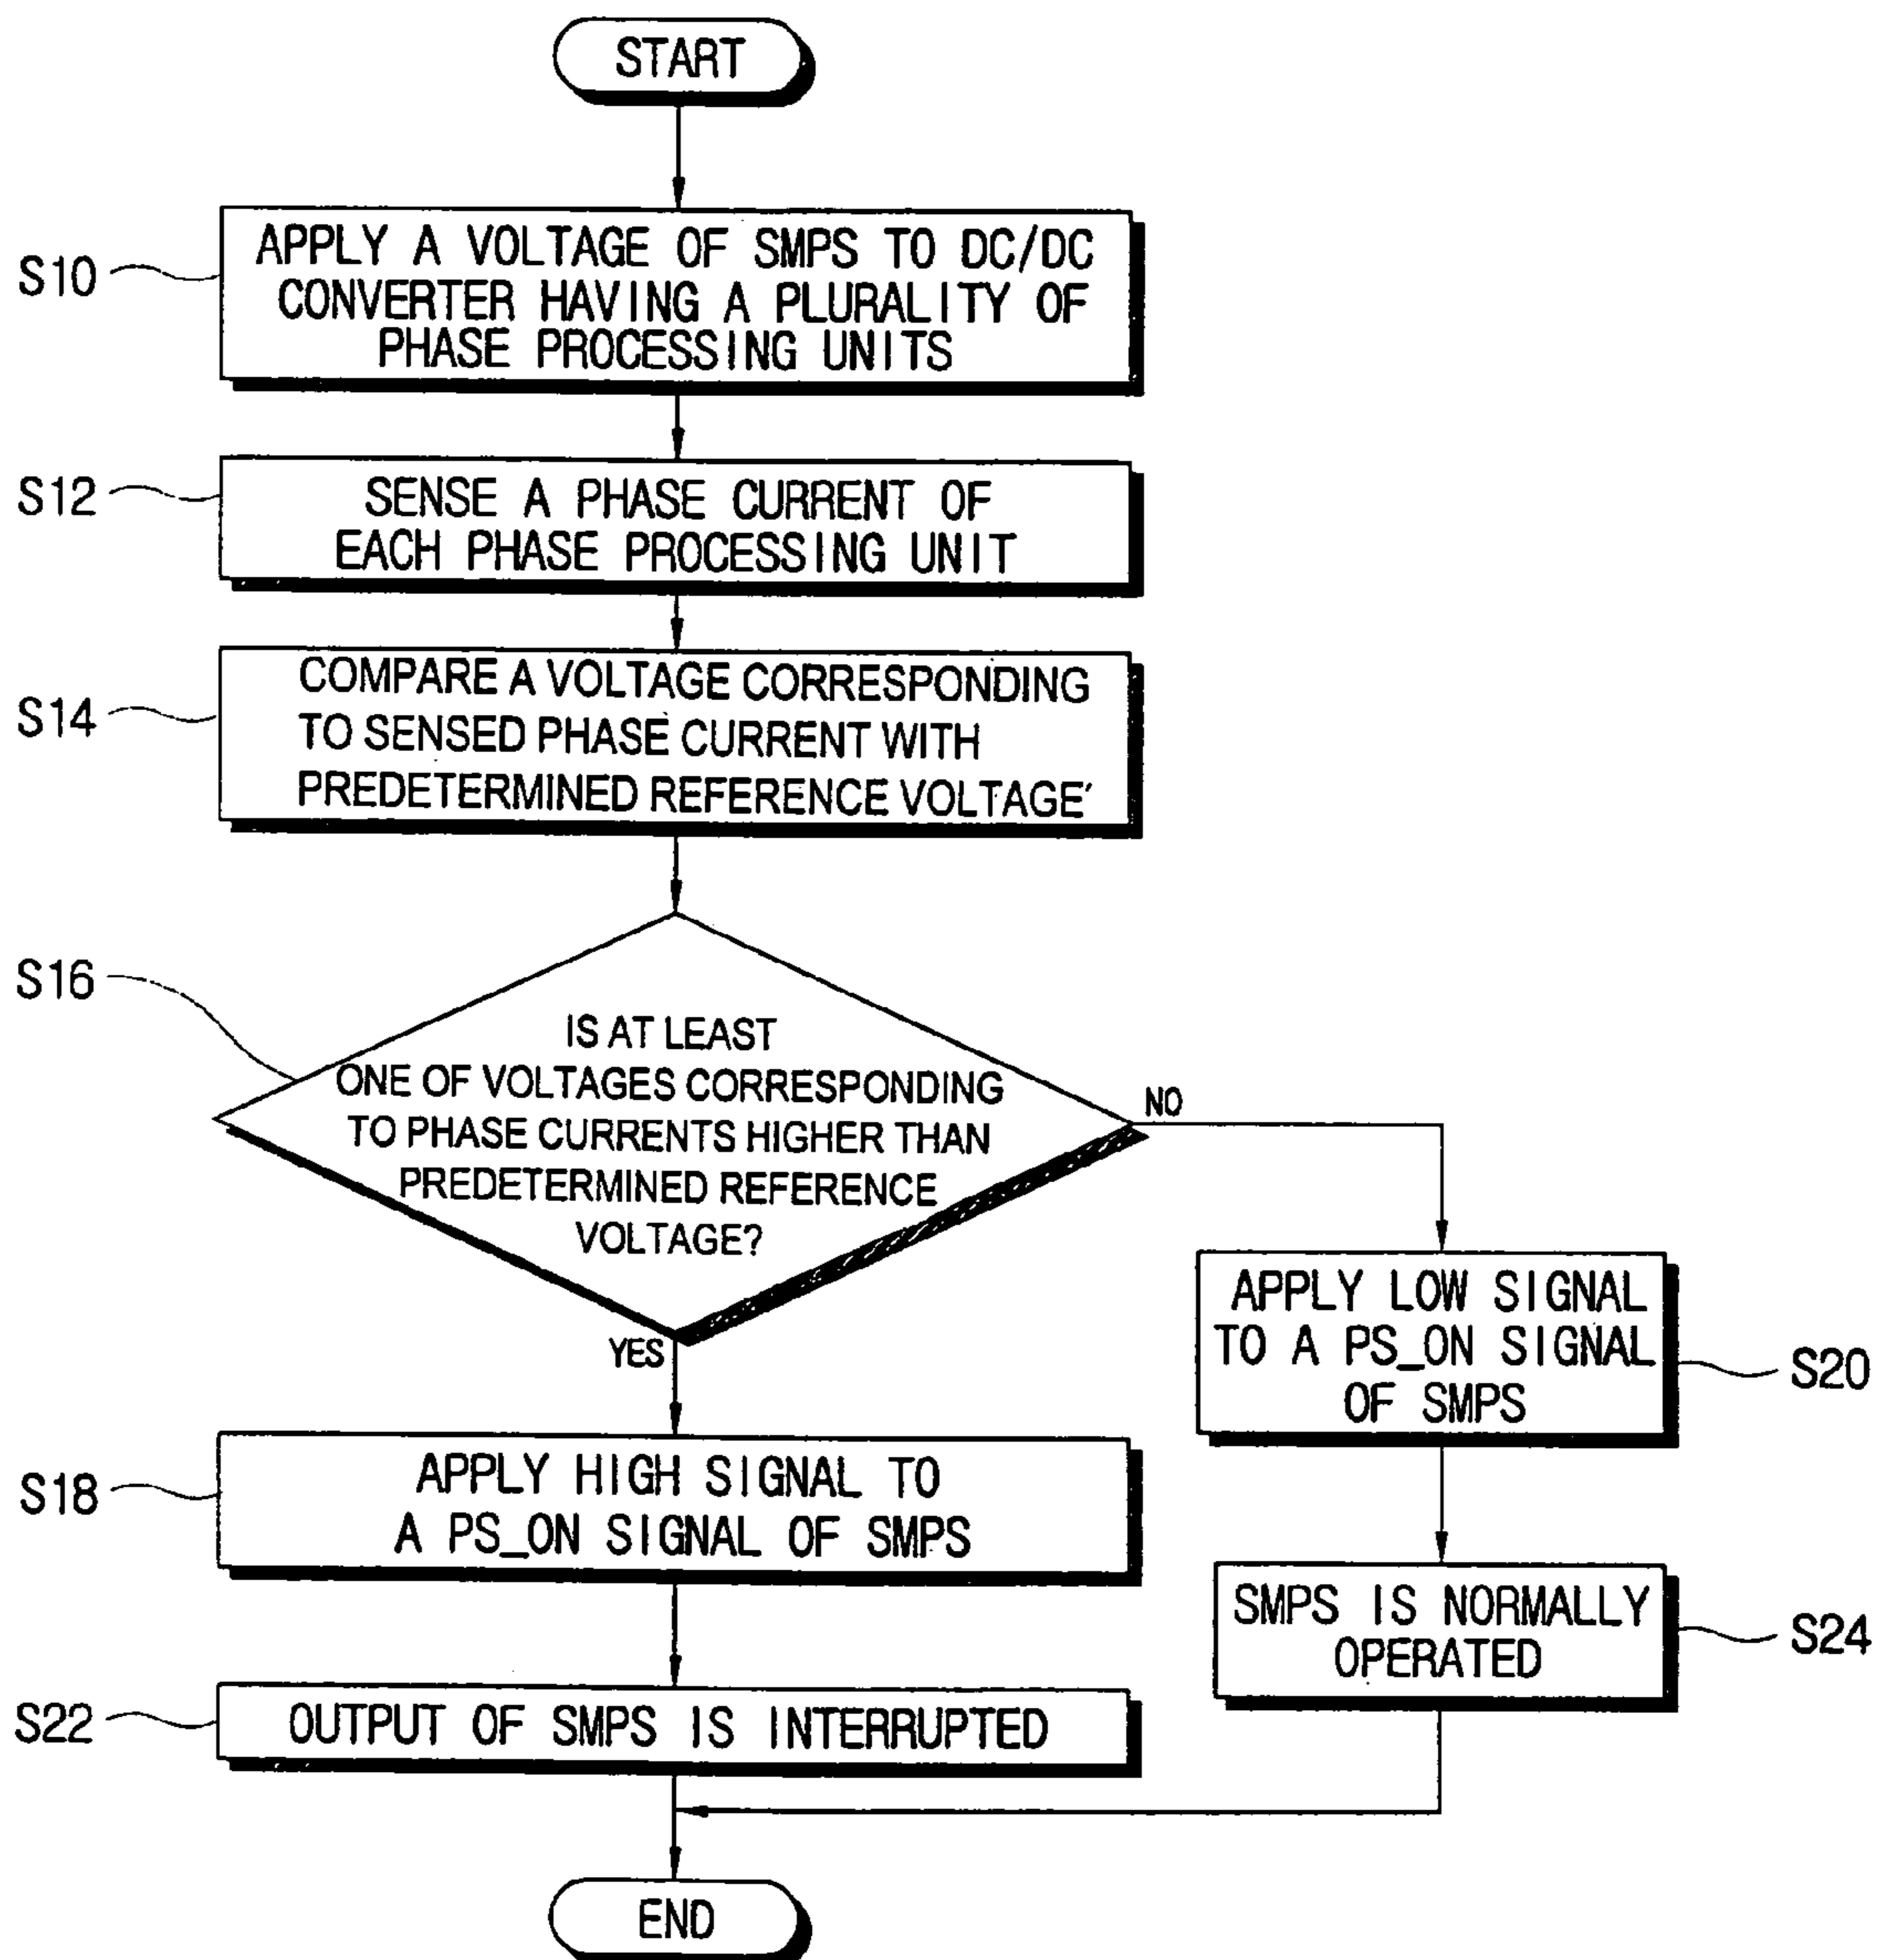 START
S10
APPLY A VOLTAGE OF SMPS TO DC/DC
CONVERTER HAVING A PLURALITY OF
PHASE PROCESSING UNITS
S12
SENSE A PHASE CURRENT OF
EACH PHASE PROCESSING UNIT
S14
COMPARE A VOLTAGE CORRESPONDING
TO SENSED PHASE CURRENT WITH
PREDETERMINED REFERENCE VOLTAGE'
S16
IS AT LEAST
ONE OF VOLTAGES CORRESPONDING
TO PHASE CURRENTS HIGHER THAN
PREDETERMINED REFERENCE
VOLTAGE?
NO
YES
APPLY LOW SIGNAL
TO A PS_ON SIGNAL
OF SMPS
S20
S18
APPLY HIGH SIGNAL TO
A PS_ON SIGNAL OF SMPS
SMPS IS NORMALLY
OPERATED
S24
S22
OUTPUT OF SMPS IS INTERRUPTED
END